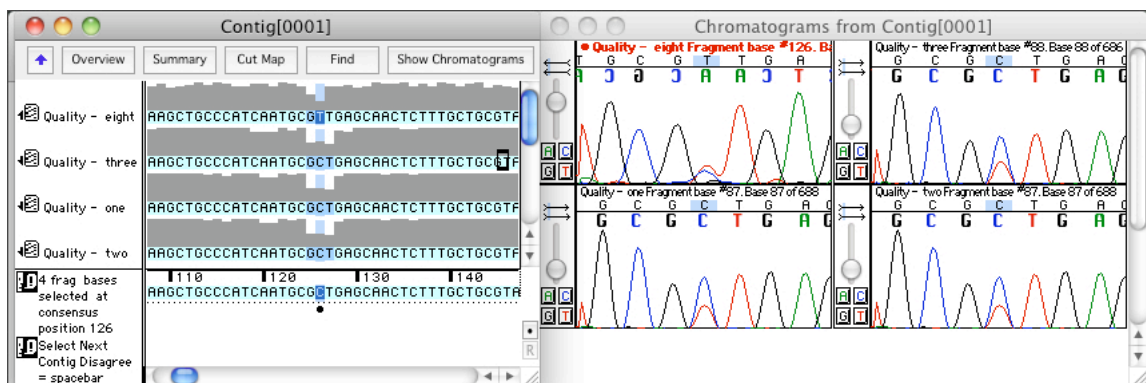 Contig[0001]
Overview
Summary
Cut Map
Find
Show Chromatograms
Quality - eight
AAGCTGCCCATCAATGCGTTGAGCAACTCTTTGCTGCGTA
Quality - three
AAGCTGCCCATCAATGCGCTGAGCAACTCTTTGCTGCGTA
Quality - one
AAGCTGCCCATCAATGCGCTGAGCAACTCTTTGCTGCGTA
Quality - two
AAGCTGCCCATCAATGCGCTGAGCAACTCTTTGCTGCGTA
4 frag bases
selected at
consensus
position 126
Select Next
Contig Disagree
= spacebar
110 120 130 140
AAGCTGCCCATCAATGCGCTGAGCAACTCTTTGCTGCGTA
R
Chromatograms from Contig[0001]
Quality - eight Fragment base #126. Ba
T G C G T T G A
A C G C A A C T
A C
G T
Quality - three Fragment base #88. Base 88 of 686
G C G C T G A C
G C G C T G A
Quality - one Fragment base #87. Base 87 of 688
G C G C T G A C
G C G C T G A
A C
G T
Quality - two Fragment base #87. Base 87 of 688
G C G C T G A C
G C G C T G A
A C
G T